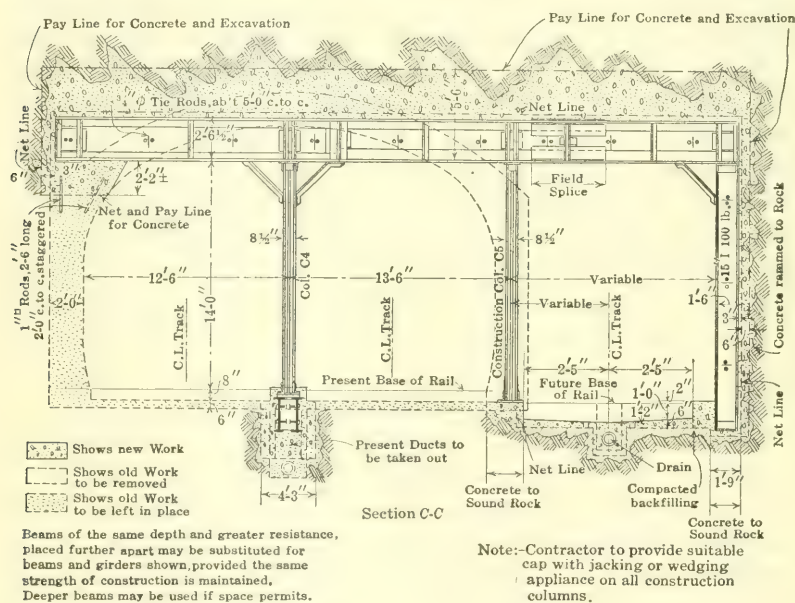 Pay Line for Concrete and Excavation
Pay Line for Concrete and Excavation
Tie Rods, ab't 5-0 c. to c.
5'-6"
Net Line
Net Line
2'-6½"
6"
3"
2'-2"±
Field
Splice
Net and Pay Line
for Concrete
1"□ Rods, 2-6 long
2'-0" c. to c. staggered
8½"
8½"
15 I 100 lb.
Concrete rammed to Rock
12'-6"
Col. C4
13'-6"
Construction Col. C5
Variable
2'-0"
14'-0"
Variable
1'-6"
3"
C.L. Track
C.L. Track
C.L. Track
6"
2'-5"
2'-5"
8"
Present Base of Rail
Future Base
of Rail
1'-0"
2"
6"
1'-2"
6"
Net Line
Shows new Work
Shows old Work
to be removed
Shows old Work
to be left in place
Present Ducts to
be taken out
Net Line
Drain
4'-3"
Concrete to
Sound Rock
Compacted
backfilling
1'-9"
Section C-C
Concrete to
Sound Rock
Beams of the same depth and greater resistance,
placed further apart may be substituted for
beams and girders shown, provided the same
strength of construction is maintained.
Deeper beams may be used if space permits.
Note:-Contractor to provide suitable
cap with jacking or wedging
appliance on all construction
columns.